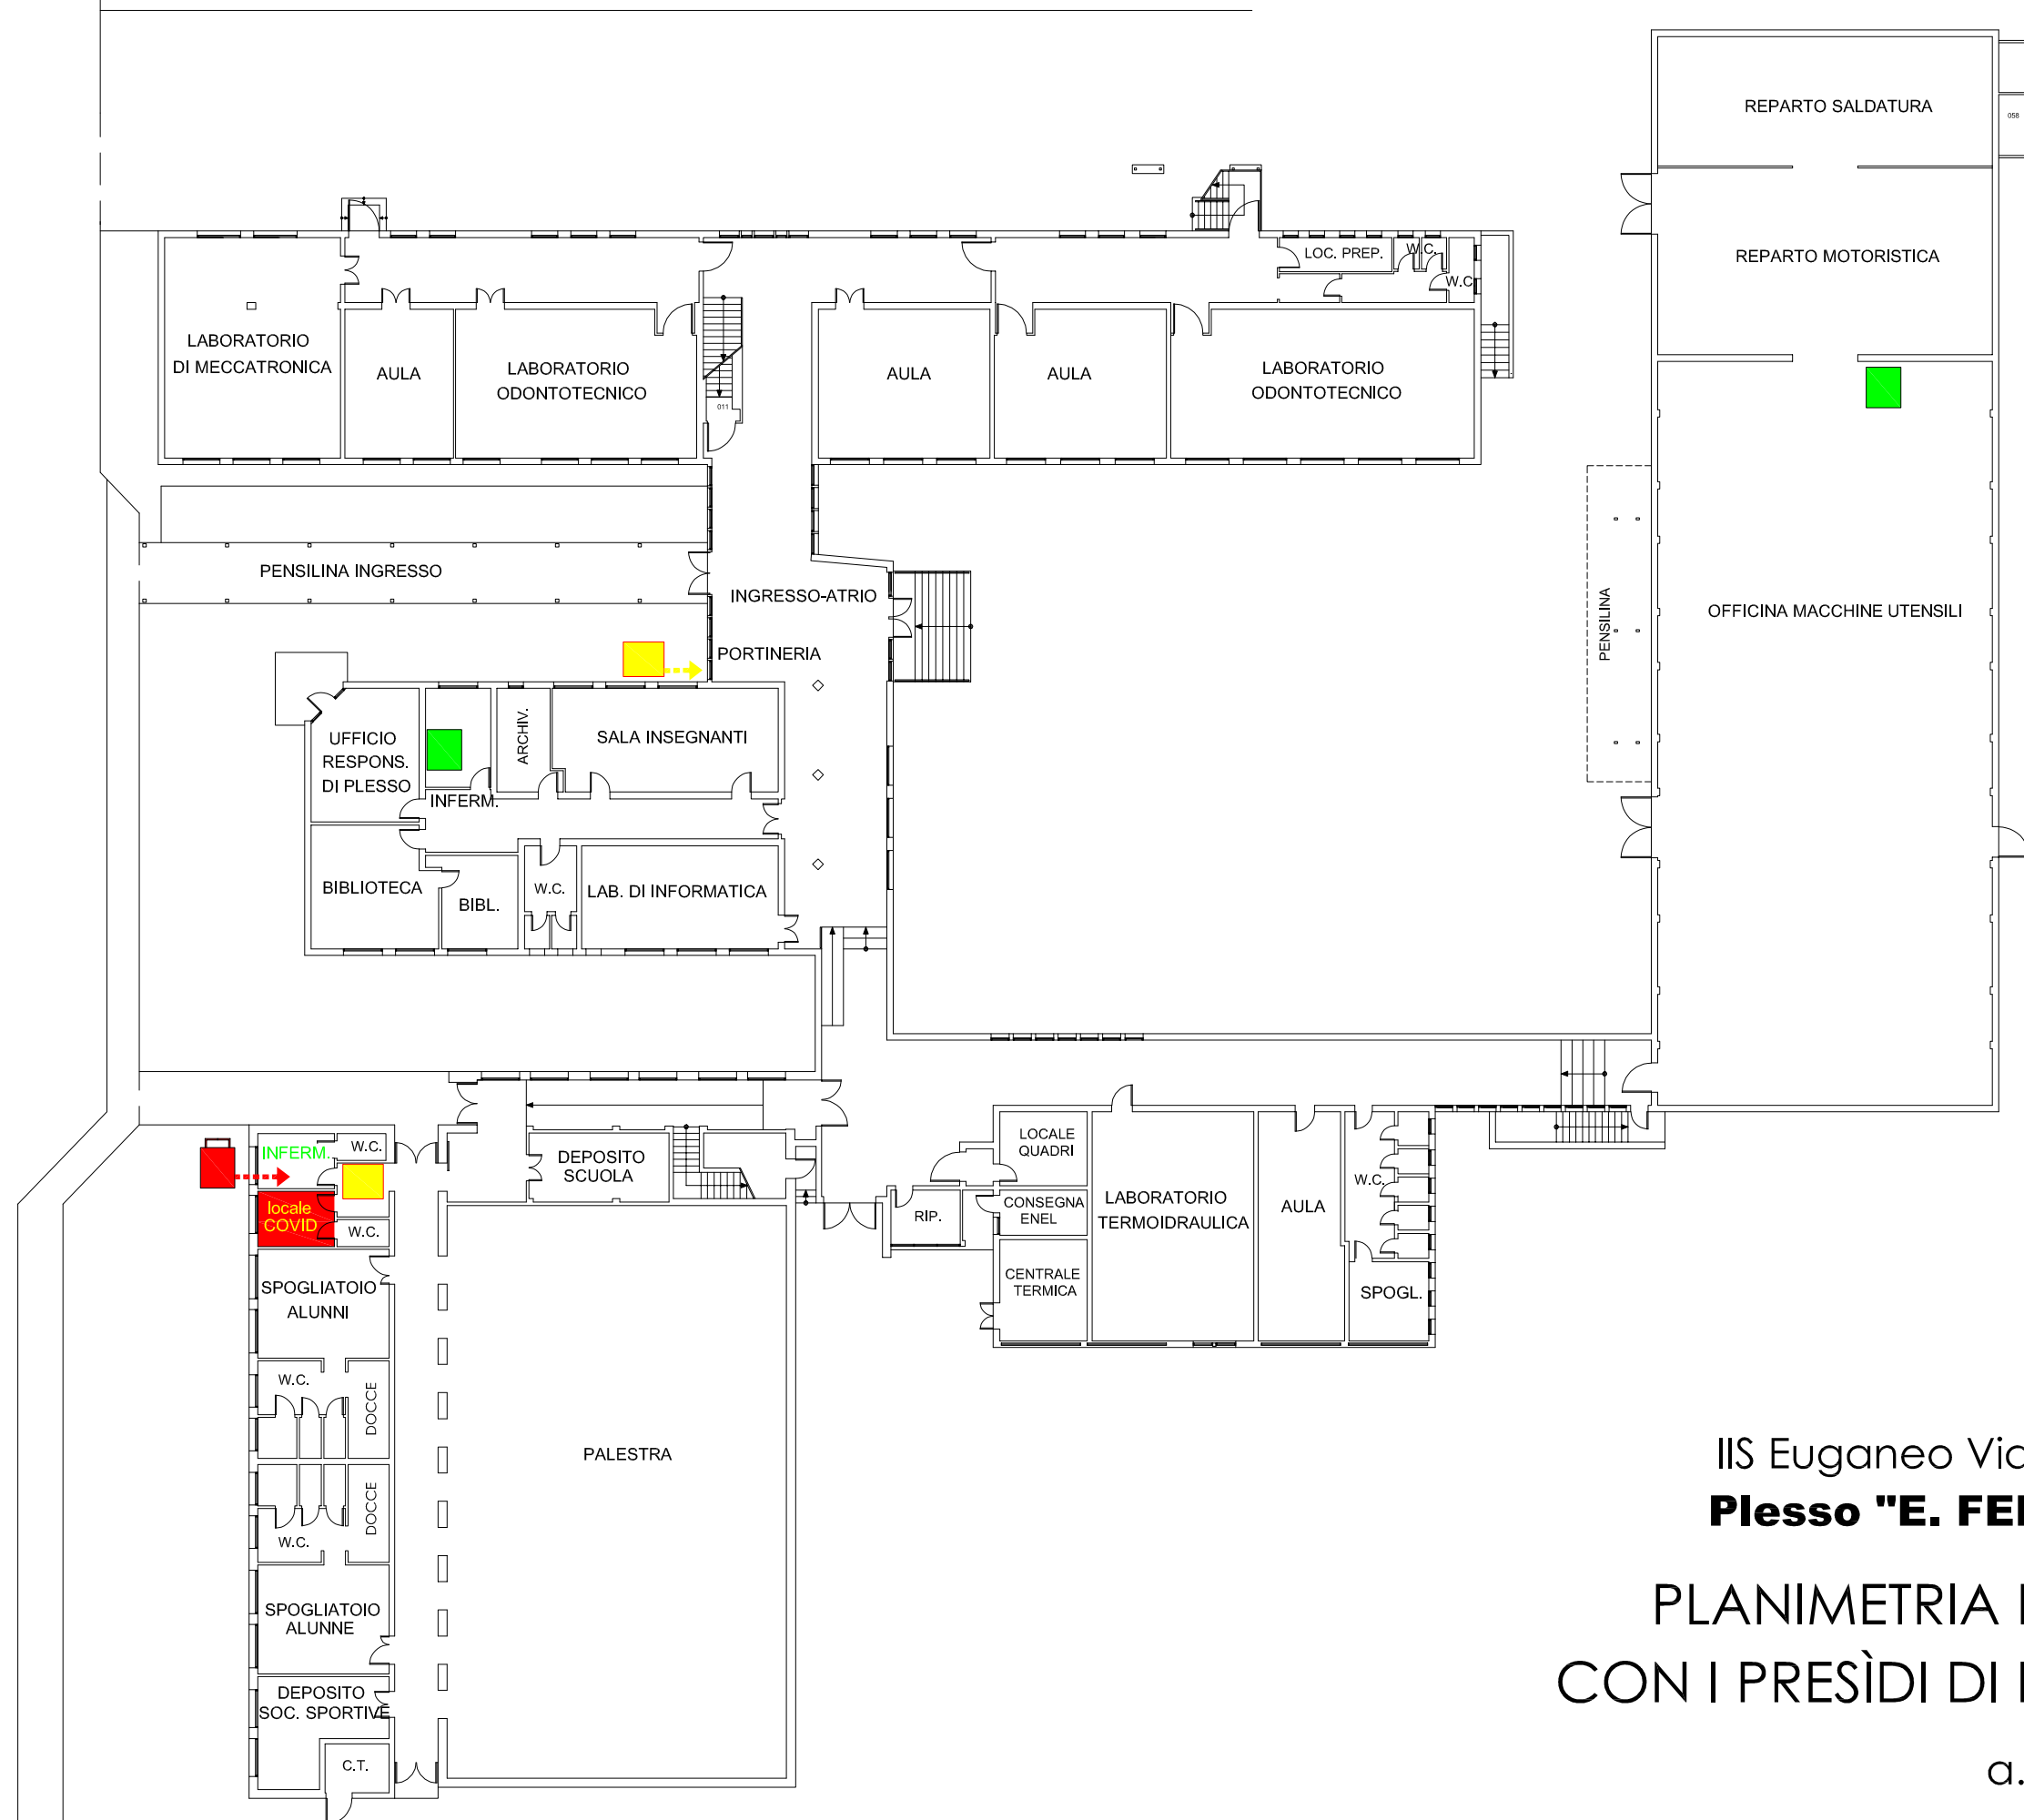 REPARTO SALDATURA
058
REPARTO MOTORISTICA
LOC. PREP.
W.C.
W.C
LABORATORIO
DI MECCATRONICA
AULA
LABORATORIO
ODONTOTECNICO
011
AULA
AULA
LABORATORIO
ODONTOTECNICO
PENSILINA INGRESSO
INGRESSO-ATRIO
PENSILINA
OFFICINA MACCHINE UTENSILI
PORTINERIA
UFFICIO
RESPONS.
DI PLESSO
INFERM.
ARCHIV.
SALA INSEGNANTI
BIBLIOTECA
BIBL.
W.C.
LAB. DI INFORMATICA
INFERM.
W.C.
locale
COVID
W.C.
DEPOSITO
SCUOLA
LOCALE
QUADRI
CONSEGNA
ENEL
RIP.
CENTRALE
TERMICA
LABORATORIO
TERMOIDRAULICA
AULA
W.C.
SPOGL.
SPOGLIATOIO
ALUNNI
W.C.
DOCCE
DOCCE
W.C.
PALESTRA
SPOGLIATOIO
ALUNNE
DEPOSITO
SOC. SPORTIVE
C.T.
IIS Euganeo Via
Plesso "E. FE
PLANIMETRIA
CON I PRESÌDI DI
a.